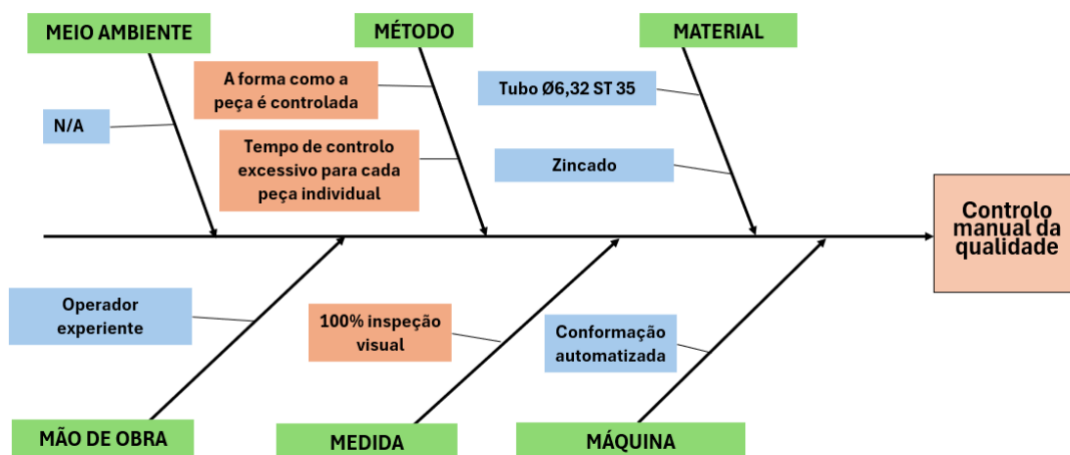 MEIO AMBIENTE
MÉTODO
MATERIAL
A forma como a
peça é controlada
Tubo Ø6,32 ST 35
N/A
Tempo de controlo
excessivo para cada
peça individual
Zincado
Controlo
manual da
qualidade
Operador
experiente
100% inspeção
visual
Conformação
automatizada
MÃO DE OBRA
MEDIDA
MÁQUINA